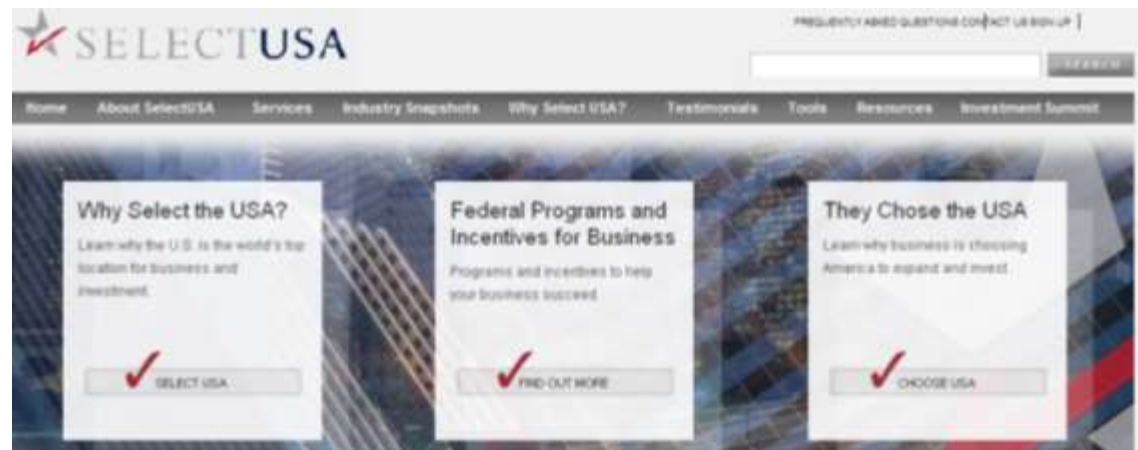 SELECTUSA
FREQUENTLY ASKED QUESTIONS CONTACT US SIGN UP
SEARCH
Home About SelectUSA Services Industry Snapshots Why Select USA? Testimonials Tools Resources Investment Summit
Why Select the USA?
Learn why the U.S. is the world's top
location for business and
investment.
SELECT USA
Federal Programs and
Incentives for Business
Programs and incentives to help
your business succeed.
FIND OUT MORE
They Chose the USA
Learn why business is choosing
America to expand and invest.
CHOOSE USA